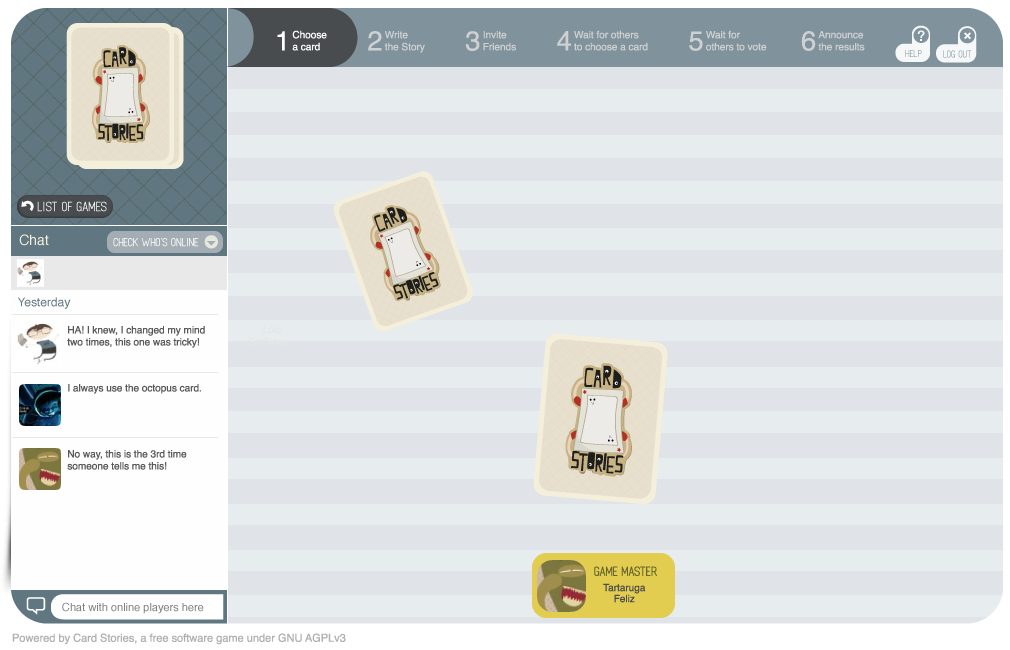 CARD
STORIES
LIST OF GAMES
1 Choose
a card
2 Write
the Story
3 Invite
Friends
4 Wait for others
to choose a card
5 Wait for
others to vote
6 Announce
the results
?
HELP
×
LOG OUT
Chat
CHECK WHO'S ONLINE
Yesterday
HA! I knew, I changed my mind
two times, this one was tricky!
I always use the octopus card.
No way, this is the 3rd time
someone tells me this!
Chat with online players here
CARD
STORIES
CARD
STORIES
GAME MASTER
Tartaruga
Feliz
Powered by Card Stories, a free software game under GNU AGPLv3